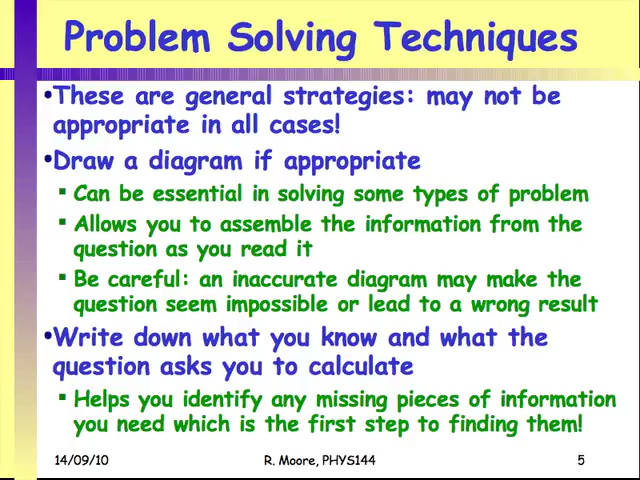 Problem Solving Techniques
•These are general strategies: may not be
appropriate in all cases!
•Draw a diagram if appropriate
▪ Can be essential in solving some types of problem
▪ Allows you to assemble the information from the
question as you read it
▪ Be careful: an inaccurate diagram may make the
question seem impossible or lead to a wrong result
•Write down what you know and what the
question asks you to calculate
▪ Helps you identify any missing pieces of information
you need which is the first step to finding them!
14/09/10 R. Moore, PHYS144 5